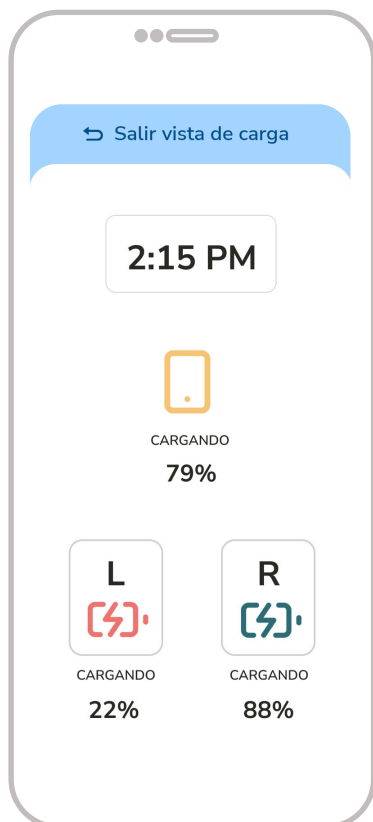 Salir vista de carga
2:15 PM
CARGANDO
79%
L R
CARGANDO CARGANDO
22% 88%